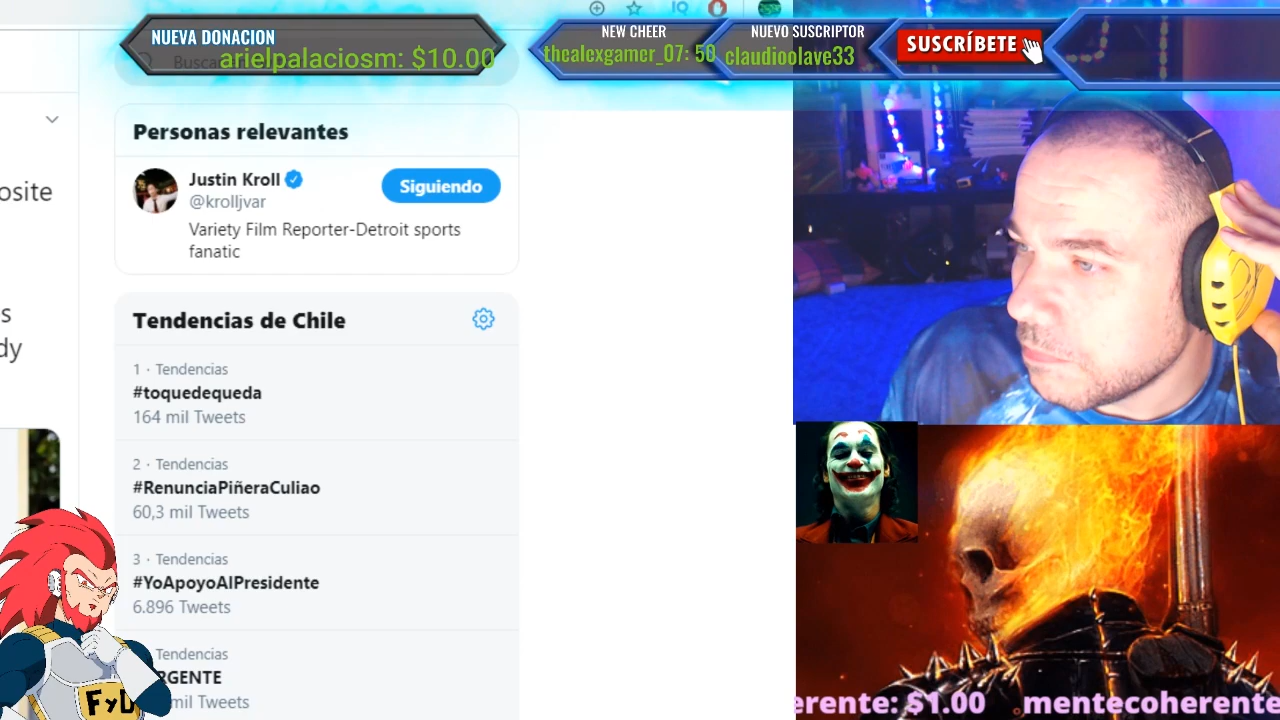 NUEVA DONACION
arielpalaciosm: $10.00
Busca
NEW CHEER
thealexgamer_07: 50
NUEVO SUSCRIPTOR
claudioolave33
SUSCRÍBETE
osite
s
dy
Personas relevantes
Justin Kroll
@krolljvar
Siguiendo
Variety Film Reporter-Detroit sports
fanatic
Tendencias de Chile
1 · Tendencias
#toquedequeda
164 mil Tweets
2 · Tendencias
#RenunciaPiñeraCuliao
60,3 mil Tweets
3 · Tendencias
#YoApoyoAlPresidente
6.896 Tweets
Tendencias
RGENTE
mil Tweets
FyD
erente: $1.00 mentecoherente